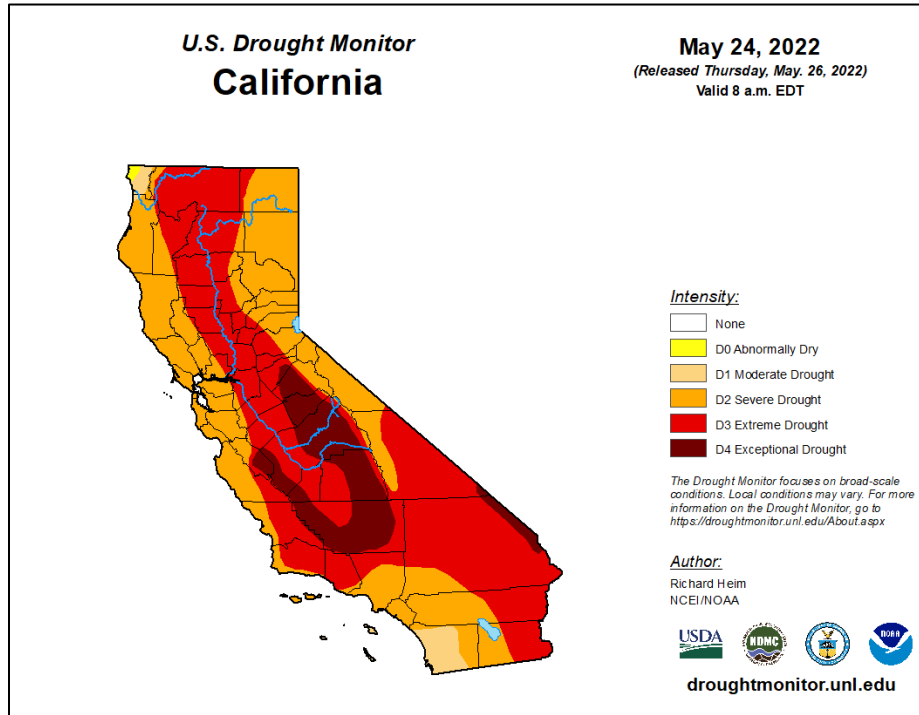 U.S. Drought Monitor
California
May 24, 2022
(Released Thursday, May. 26, 2022)
Valid 8 a.m. EDT
Intensity:
None
D0 Abnormally Dry
D1 Moderate Drought
D2 Severe Drought
D3 Extreme Drought
D4 Exceptional Drought
The Drought Monitor focuses on broad-scale
conditions. Local conditions may vary. For more
information on the Drought Monitor, go to
https://droughtmonitor.unl.edu/About.aspx
Author:
Richard Heim
NCEI/NOAA
USDA
NDMC
NOAA
droughtmonitor.unl.edu